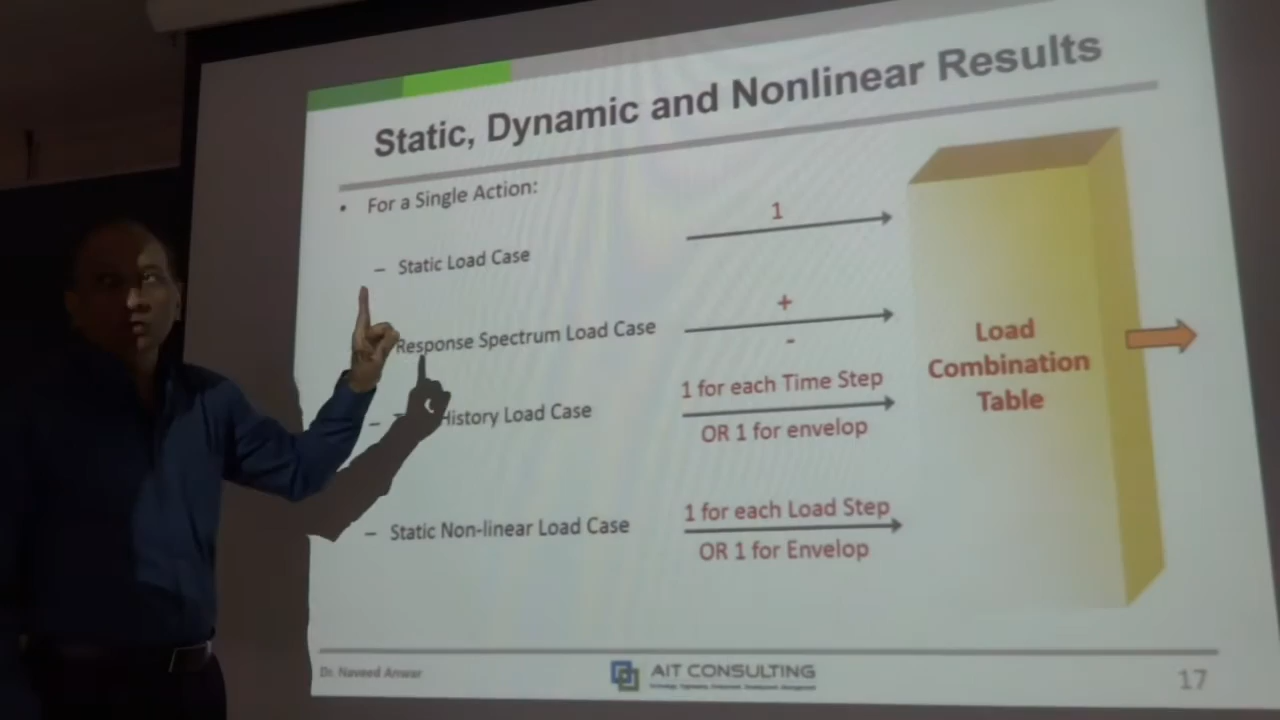 Static, Dynamic and Nonlinear Results
• For a Single Action:
– Static Load Case
1
Response Spectrum Load Case
+
-
– History Load Case
1 for each Time Step
OR 1 for envelop
– Static Non-linear Load Case
1 for each Load Step
OR 1 for Envelop
Load
Combination
Table
Dr. Naveed Anwar
AIT CONSULTING
17